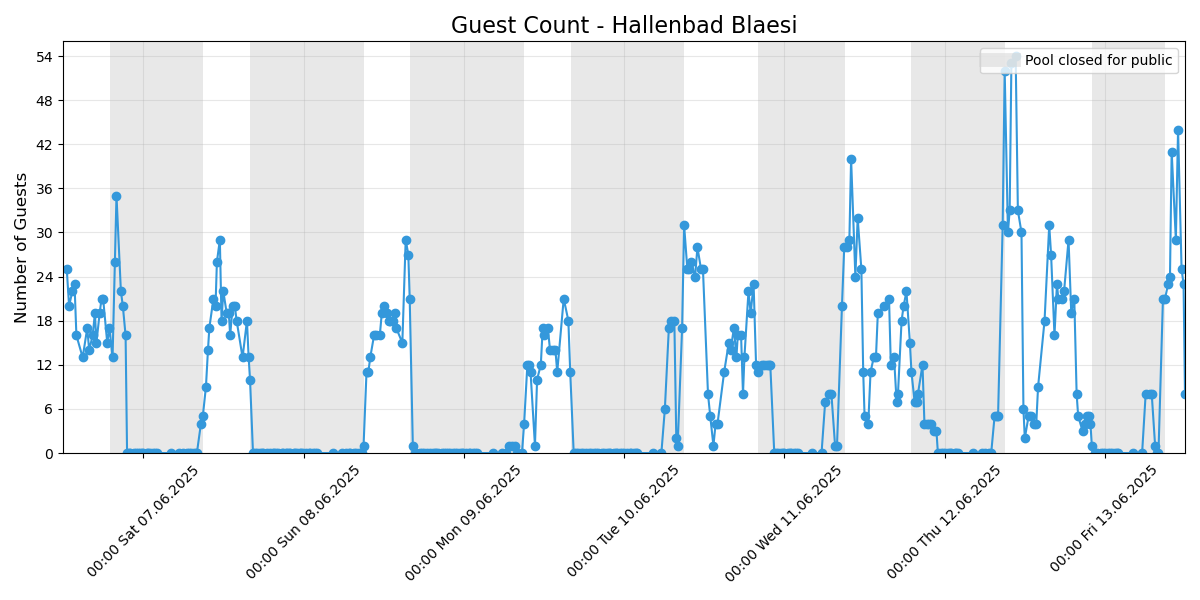 Guest Count - Hallenbad Blaesi
Pool closed for public
Number of Guests
54
48
42
36
30
24
18
12
6
0
00:00 Sat 07.06.2025
00:00 Sun 08.06.2025
00:00 Mon 09.06.2025
00:00 Tue 10.06.2025
00:00 Wed 11.06.2025
00:00 Thu 12.06.2025
00:00 Fri 13.06.2025